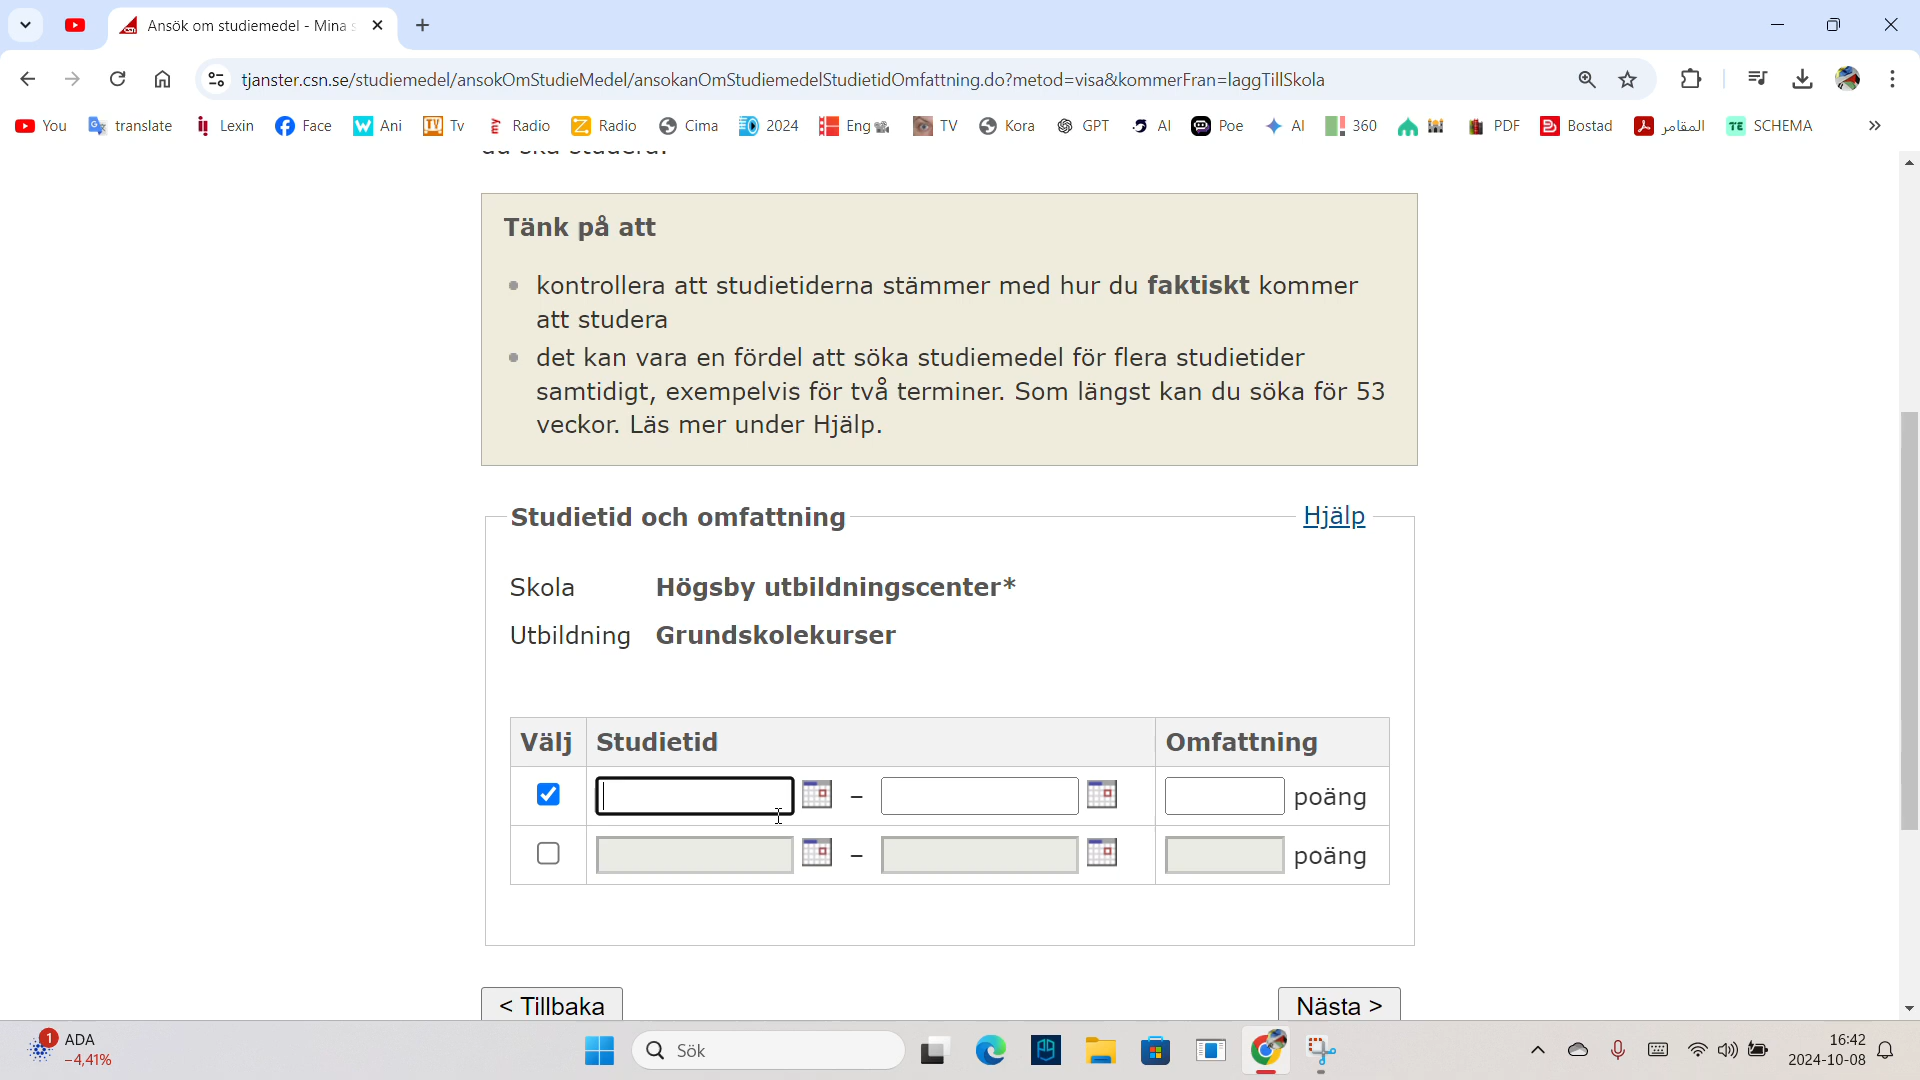 Ansök om studiemedel - Mina s
tjanster.csn.se/studiemedel/ansokOmStudieMedel/ansokanOmStudiemedelStudietidOmfattning.do?metod=visa&kommerFran=laggTillSkola
You translate Lexin Face Ani Tv Radio Radio Cima 2024 Eng TV Kora GPT AI Poe AI 360 PDF Bostad المقامر SCHEMA
du ska studera.
Tänk på att
kontrollera att studietiderna stämmer med hur du faktiskt kommer
att studera
det kan vara en fördel att söka studiemedel för flera studietider
samtidigt, exempelvis för två terminer. Som längst kan du söka för 53
veckor. Läs mer under Hjälp.
Studietid och omfattning Hjälp
Skola Högsby utbildningscenter*
Utbildning Grundskolekurser
Välj Studietid Omfattning
– poäng
– poäng
< Tillbaka Nästa >
1 ADA
-4,41%
Sök
16:42
2024-10-08